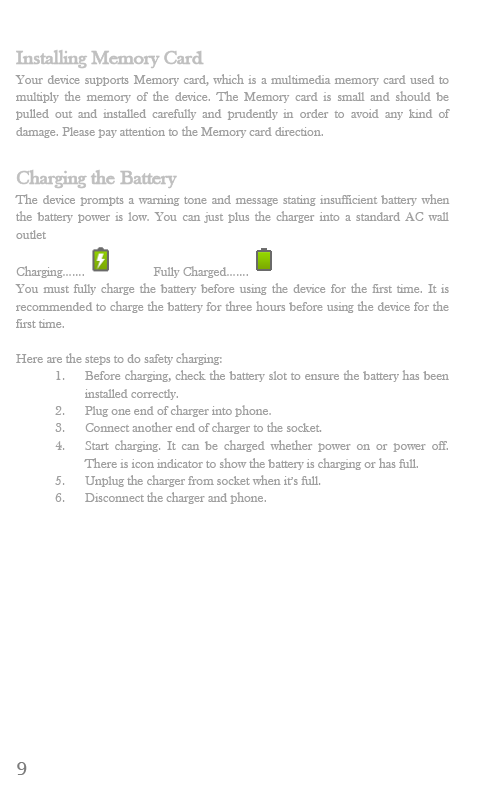 Installing Memory Card
Your device supports Memory card, which is a multimedia memory card used to
multiply the memory of the device. The Memory card is small and should be
pulled out and installed carefully and prudently in order to avoid any kind of
damage. Please pay attention to the Memory card direction.
Charging the Battery
The device prompts a warning tone and message stating insufficient battery when
the battery power is low. You can just plus the charger into a standard AC wall
outlet
Charging....... Fully Charged.......
You must fully charge the battery before using the device for the first time. It is
recommended to charge the battery for three hours before using the device for the
first time.
Here are the steps to do safety charging:
1. Before charging, check the battery slot to ensure the battery has been
installed correctly.
2. Plug one end of charger into phone.
3. Connect another end of charger to the socket.
4. Start charging. It can be charged whether power on or power off.
There is icon indicator to show the battery is charging or has full.
5. Unplug the charger from socket when it's full.
6. Disconnect the charger and phone.
9